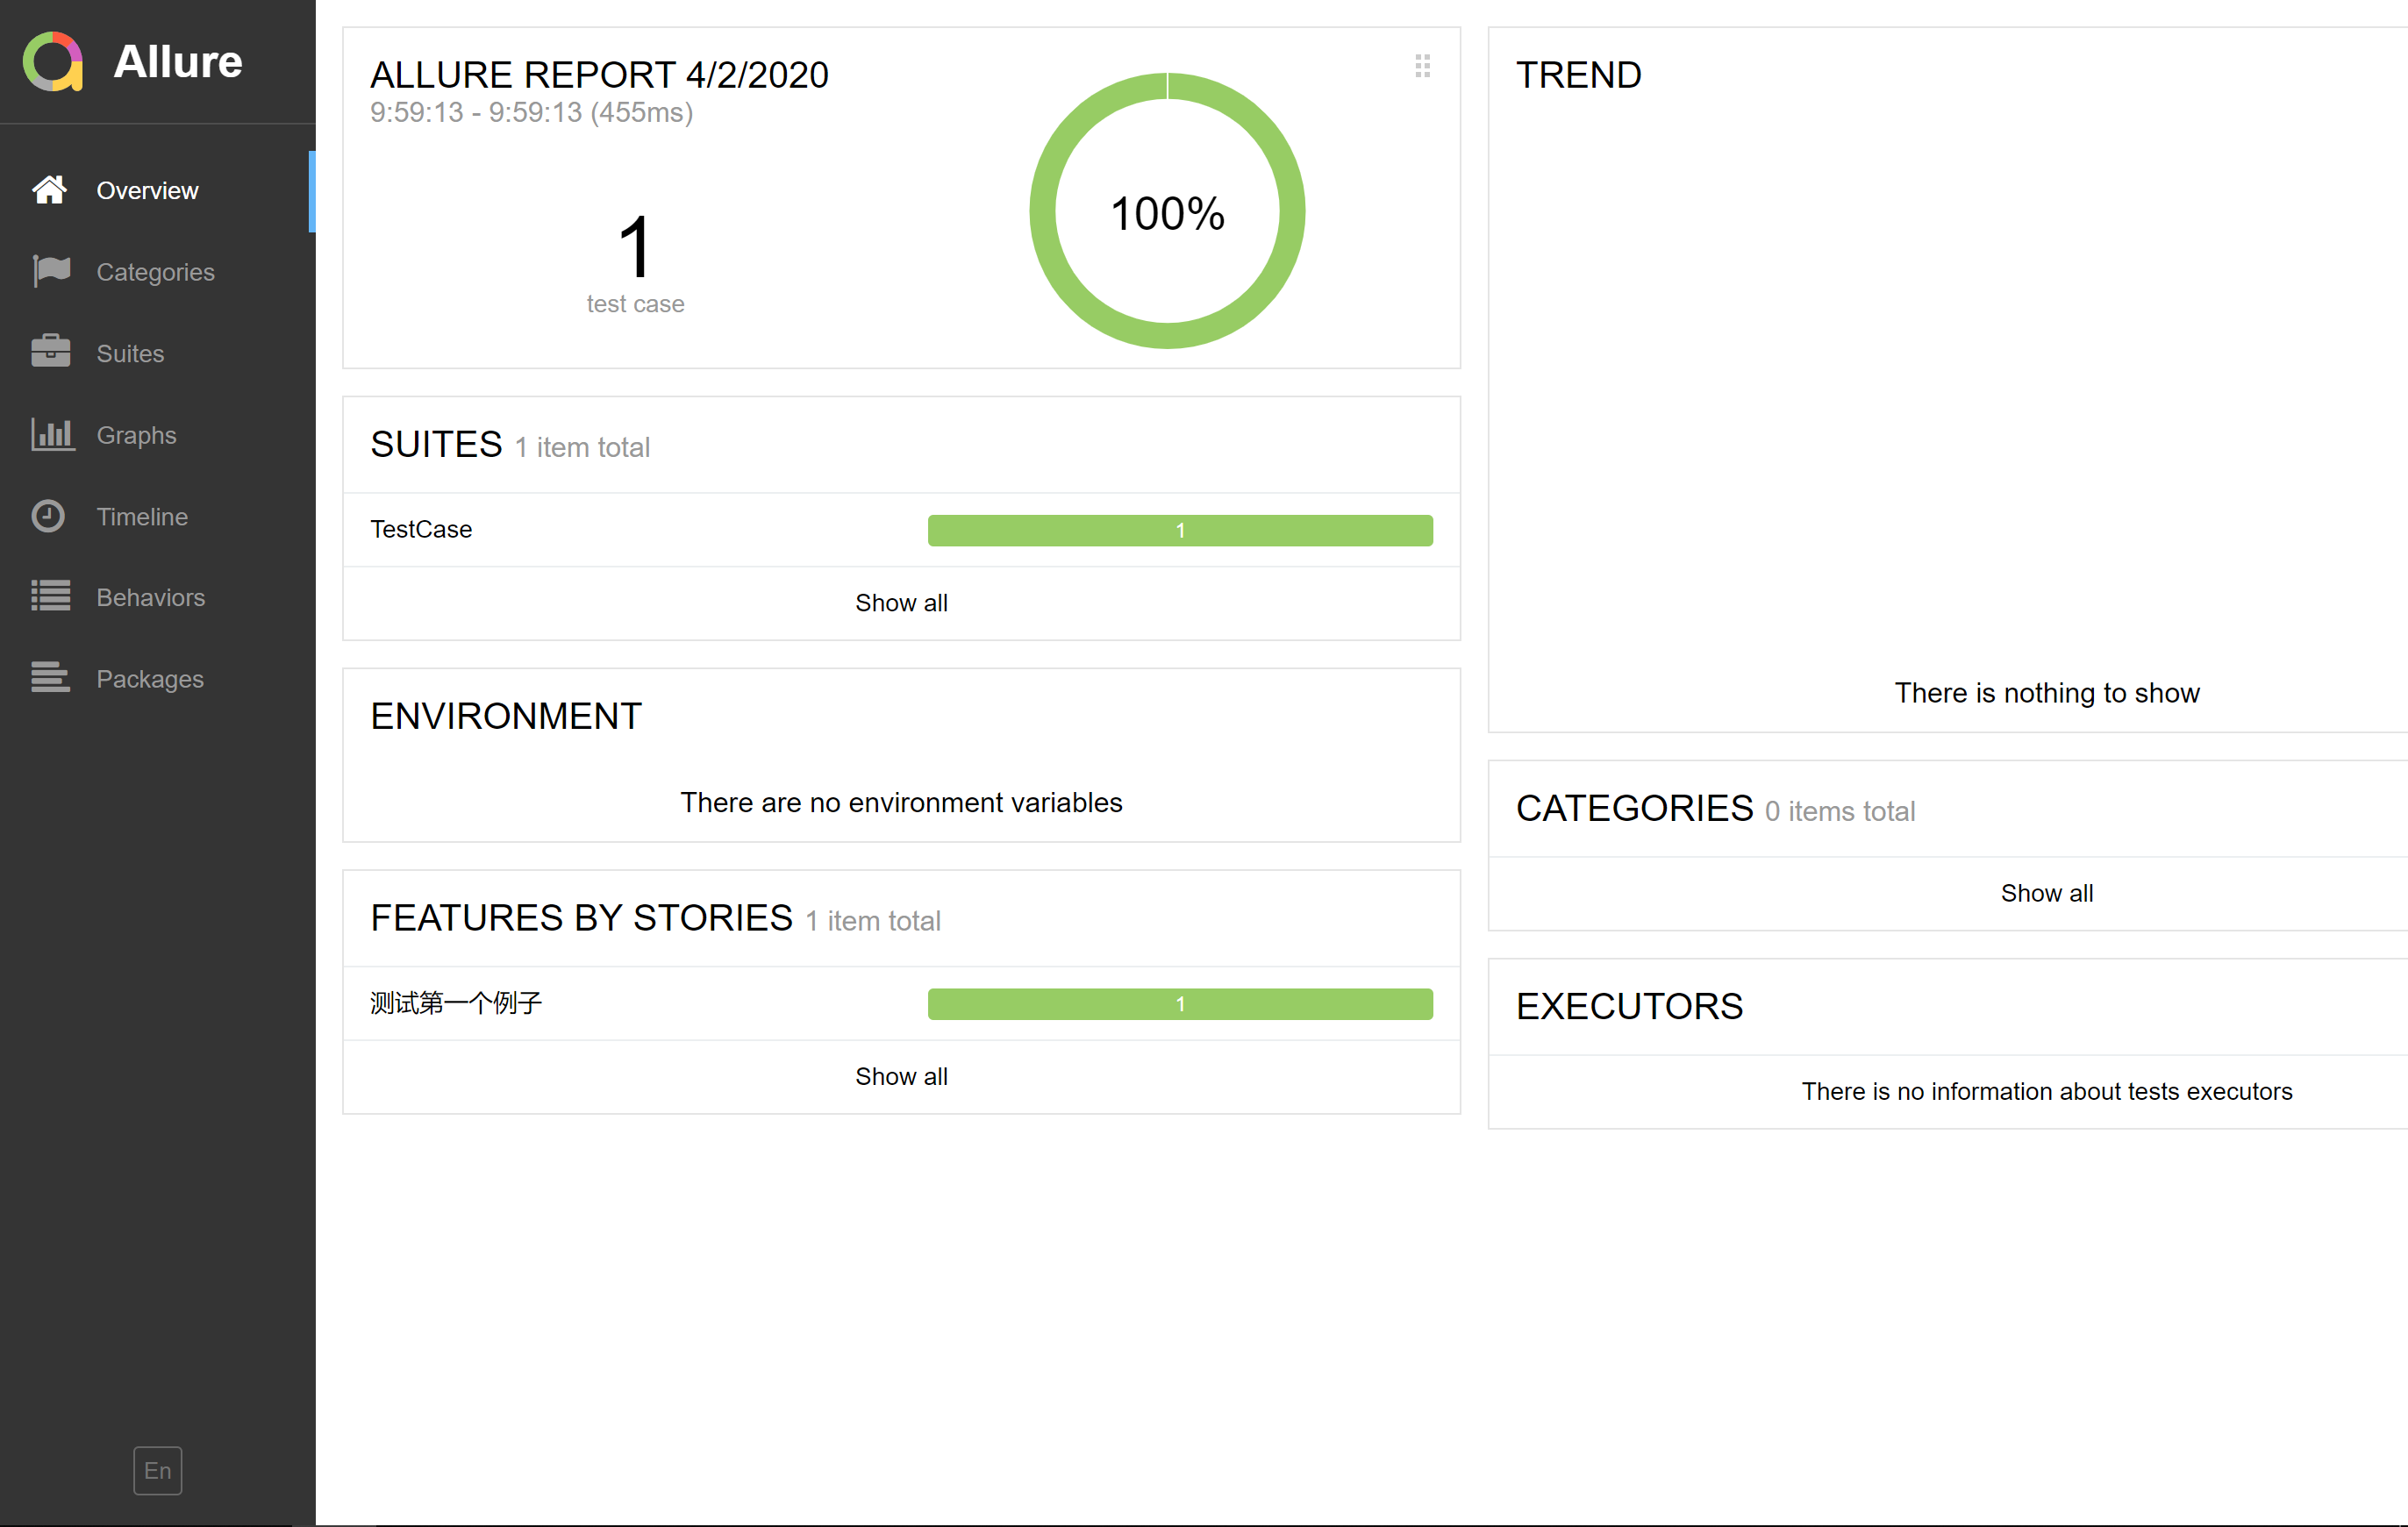 Allure
Overview
Categories
Suites
Graphs
Timeline
Behaviors
Packages
En
ALLURE REPORT 4/2/2020
9:59:13 - 9:59:13 (455ms)
1
test case
100%
SUITES 1 item total
TestCase 1
Show all
ENVIRONMENT
There are no environment variables
FEATURES BY STORIES 1 item total
测试第一个例子 1
Show all
TREND
There is nothing to show
CATEGORIES 0 items total
Show all
EXECUTORS
There is no information about tests executors